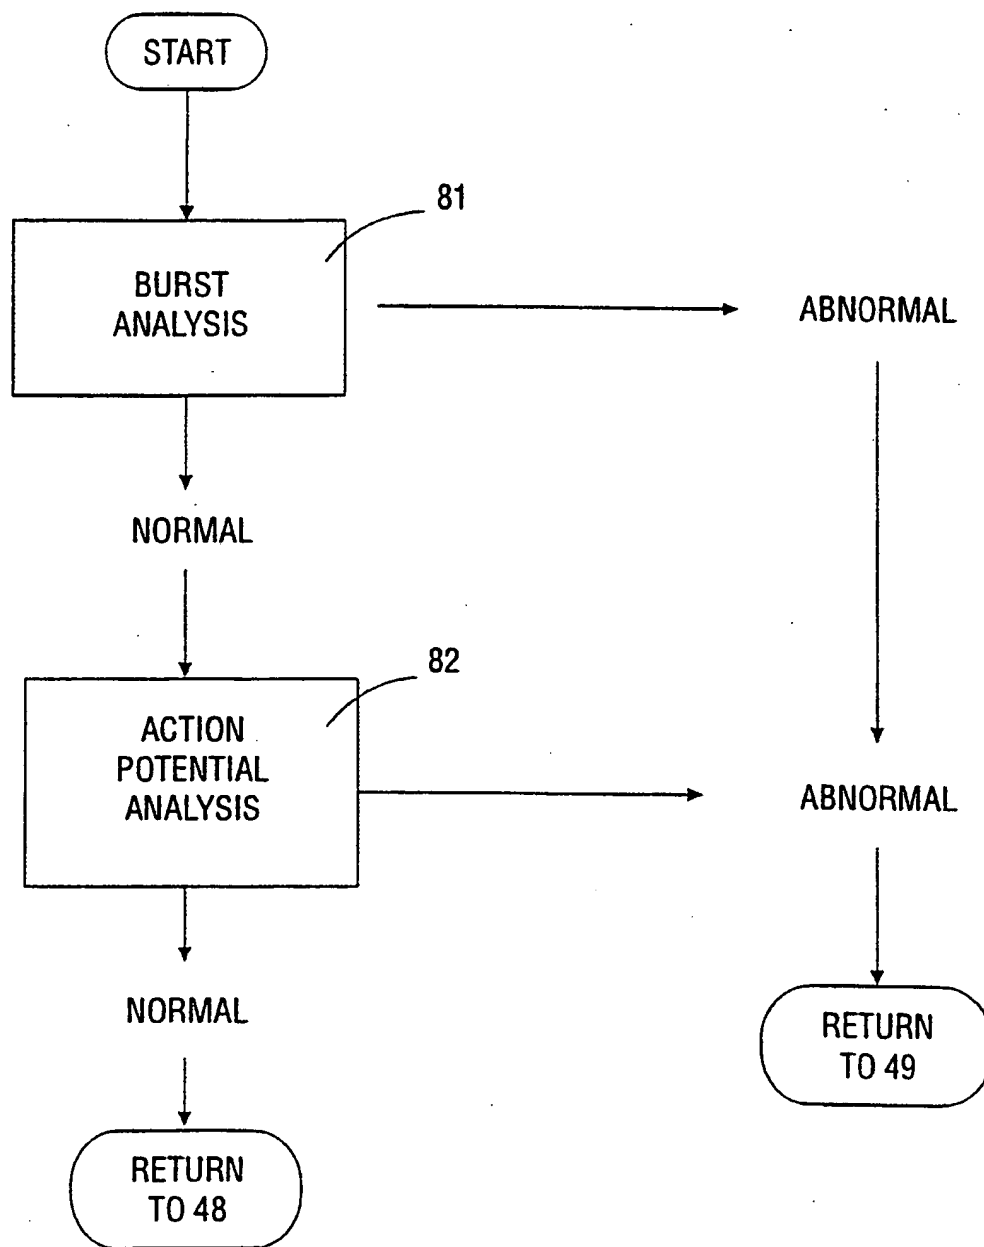 START
81
BURST
ANALYSIS
ABNORMAL
NORMAL
82
ACTION
POTENTIAL
ANALYSIS
ABNORMAL
NORMAL
RETURN
TO 49
RETURN
TO 48